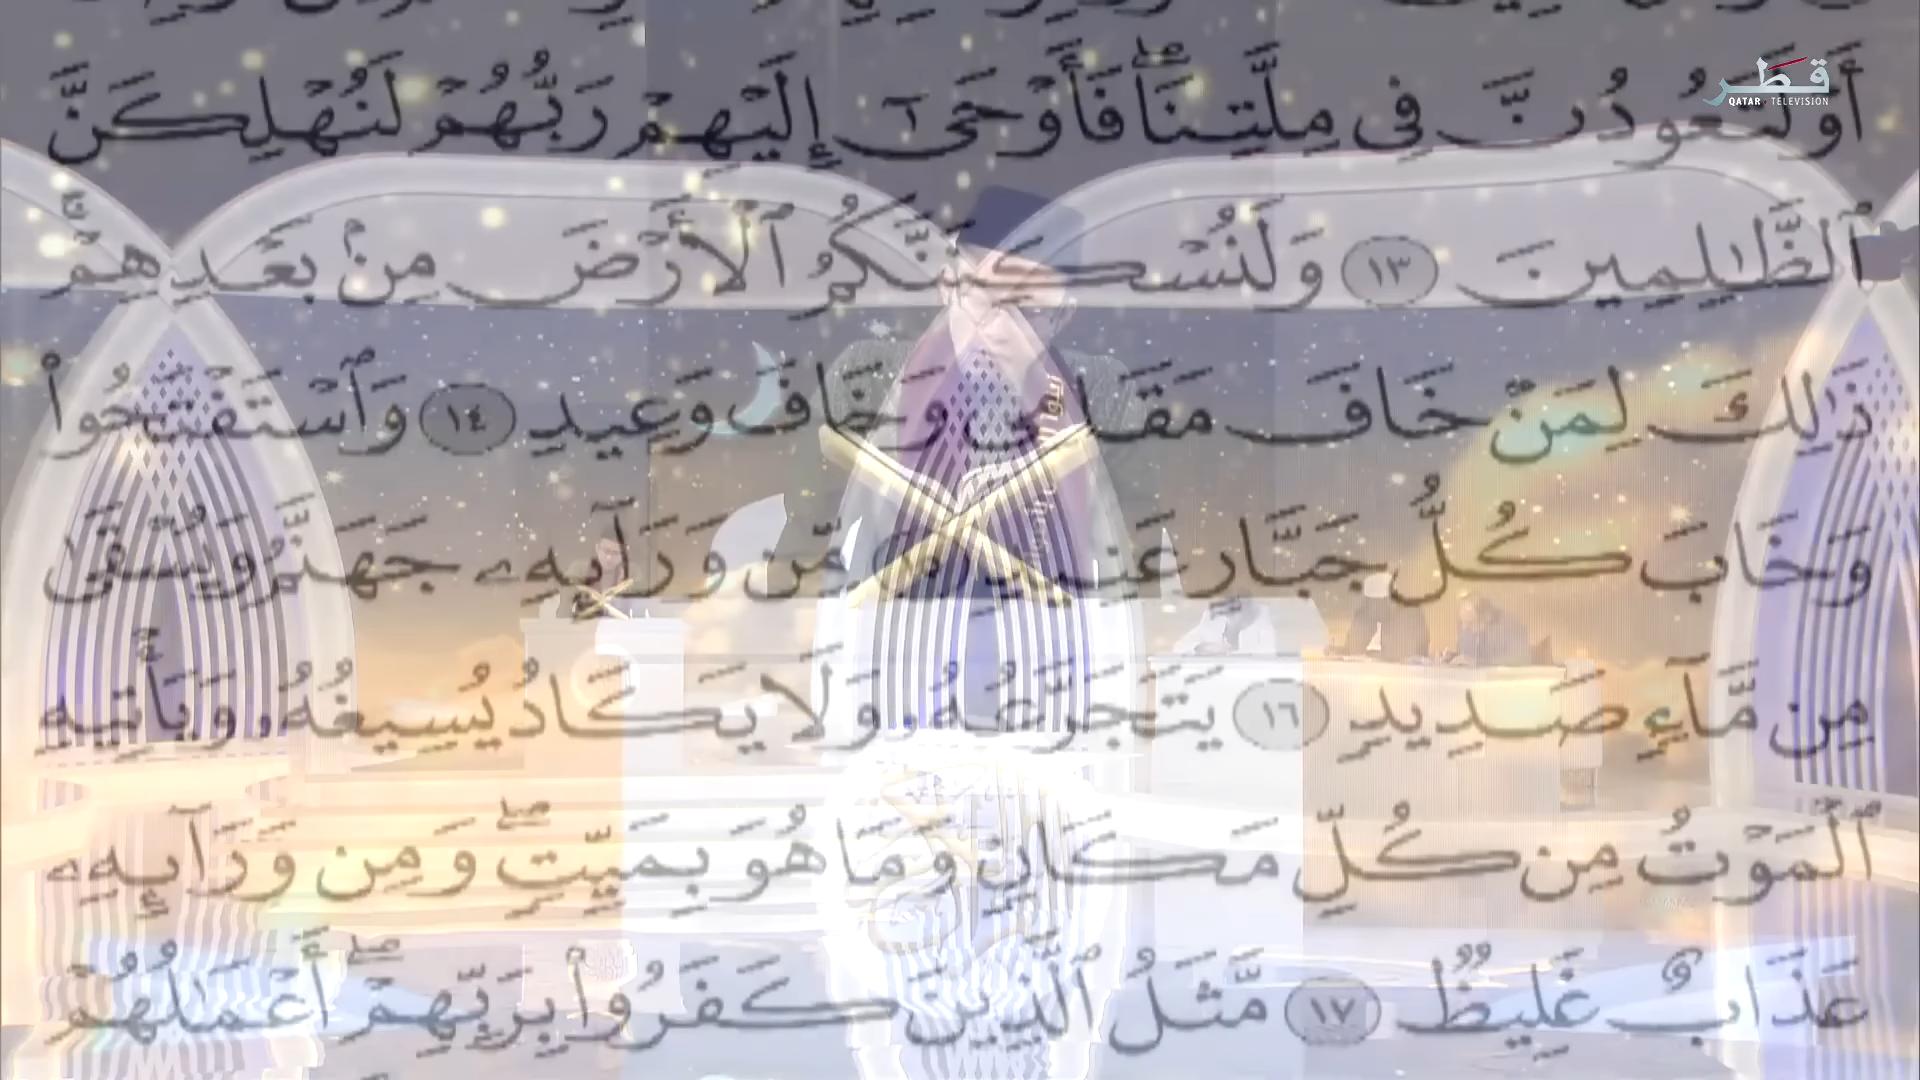 قطر
QATAR TELEVISION
أَوْ لَتَعُودُنَّ فِى مِلَّتِنَا ۖ فَأَوْحَىٰٓ إِلَيْهِمْ رَبُّهُمْ لَنُهْلِكَنَّ
ٱلظَّـٰلِمِينَ ١٣ وَلَنُسْكِنَنَّكُمُ ٱلْأَرْضَ مِنۢ بَعْدِهِمْ ۚ
ذَٰلِكَ لِمَنْ خَافَ مَقَامِى وَخَافَ وَعِيدِ ١٤ وَٱسْتَفْتَحُوا۟
وَخَابَ كُلُّ جَبَّارٍ عَنِيدٍ ١٥ مِّن وَرَآئِهِۦ جَهَنَّمُ وَيُسْقَىٰ
مِن مَّآءٍ صَدِيدٍ ١٦ يَتَجَرَّعُهُۥ وَلَا يَكَادُ يُسِيغُهُۥ وَيَأْتِيهِ
ٱلْمَوْتُ مِن كُلِّ مَكَانٍ وَمَا هُوَ بِمَيِّتٍ ۖ وَمِن وَرَآئِهِۦ
عَذَابٌ غَلِيظٌ ١٧ مَّثَلُ ٱلَّذِينَ كَفَرُوا۟ بِرَبِّهِمْ ۖ أَعْمَـٰلُهُمْ